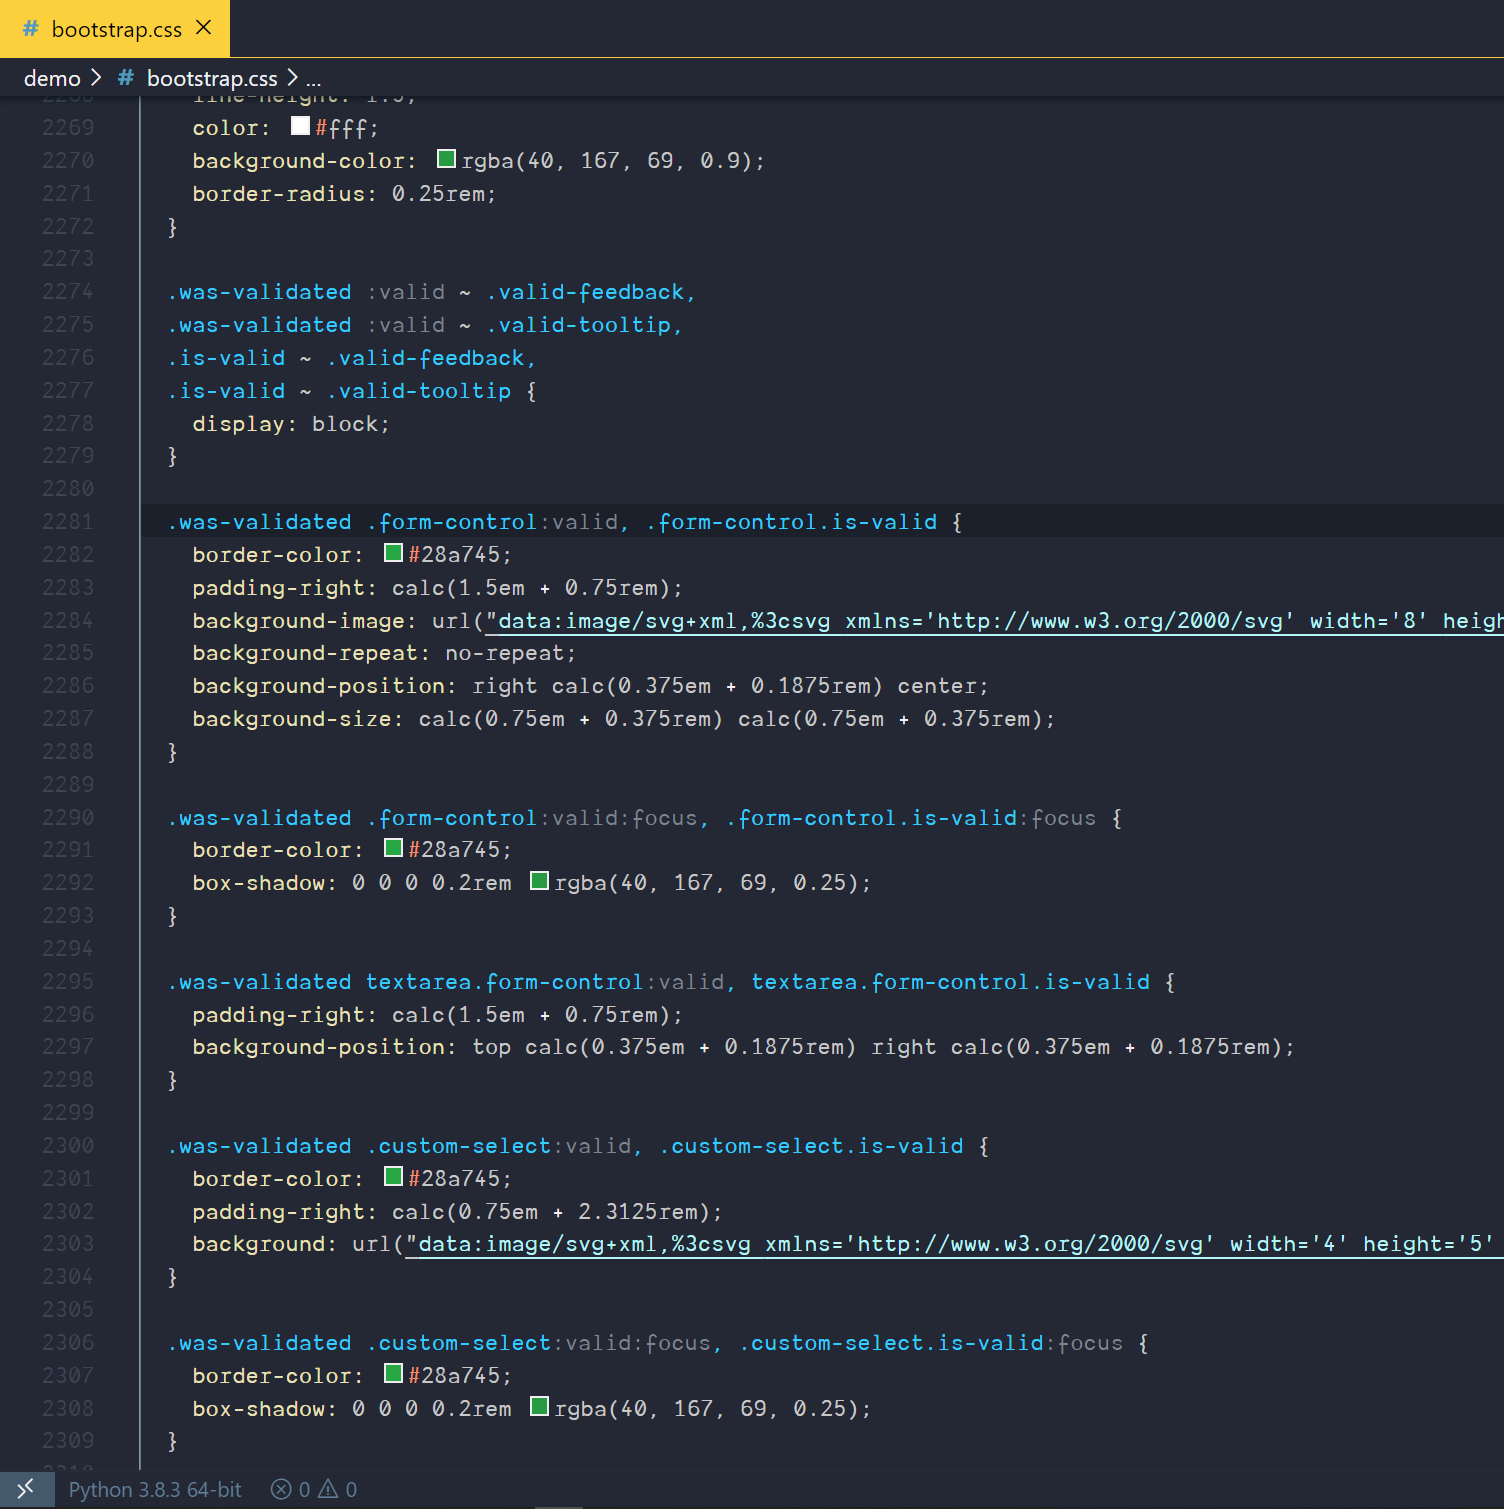 # bootstrap.css
demo > # bootstrap.css > ...
2268 line-height: 1.5;
2269 color: #fff;
2270 background-color: rgba(40, 167, 69, 0.9);
2271 border-radius: 0.25rem;
2272 }
2273
2274 .was-validated :valid ~ .valid-feedback,
2275 .was-validated :valid ~ .valid-tooltip,
2276 .is-valid ~ .valid-feedback,
2277 .is-valid ~ .valid-tooltip {
2278 display: block;
2279 }
2280
2281 .was-validated .form-control:valid, .form-control.is-valid {
2282 border-color: #28a745;
2283 padding-right: calc(1.5em + 0.75rem);
2284 background-image: url("data:image/svg+xml,%3csvg xmlns='http://www.w3.org/2000/svg' width='8' heigh
2285 background-repeat: no-repeat;
2286 background-position: right calc(0.375em + 0.1875rem) center;
2287 background-size: calc(0.75em + 0.375rem) calc(0.75em + 0.375rem);
2288 }
2289
2290 .was-validated .form-control:valid:focus, .form-control.is-valid:focus {
2291 border-color: #28a745;
2292 box-shadow: 0 0 0 0.2rem rgba(40, 167, 69, 0.25);
2293 }
2294
2295 .was-validated textarea.form-control:valid, textarea.form-control.is-valid {
2296 padding-right: calc(1.5em + 0.75rem);
2297 background-position: top calc(0.375em + 0.1875rem) right calc(0.375em + 0.1875rem);
2298 }
2299
2300 .was-validated .custom-select:valid, .custom-select.is-valid {
2301 border-color: #28a745;
2302 padding-right: calc(0.75em + 2.3125rem);
2303 background: url("data:image/svg+xml,%3csvg xmlns='http://www.w3.org/2000/svg' width='4' height='5'
2304 }
2305
2306 .was-validated .custom-select:valid:focus, .custom-select.is-valid:focus {
2307 border-color: #28a745;
2308 box-shadow: 0 0 0 0.2rem rgba(40, 167, 69, 0.25);
2309 }
2310
Python 3.8.3 64-bit 0 0